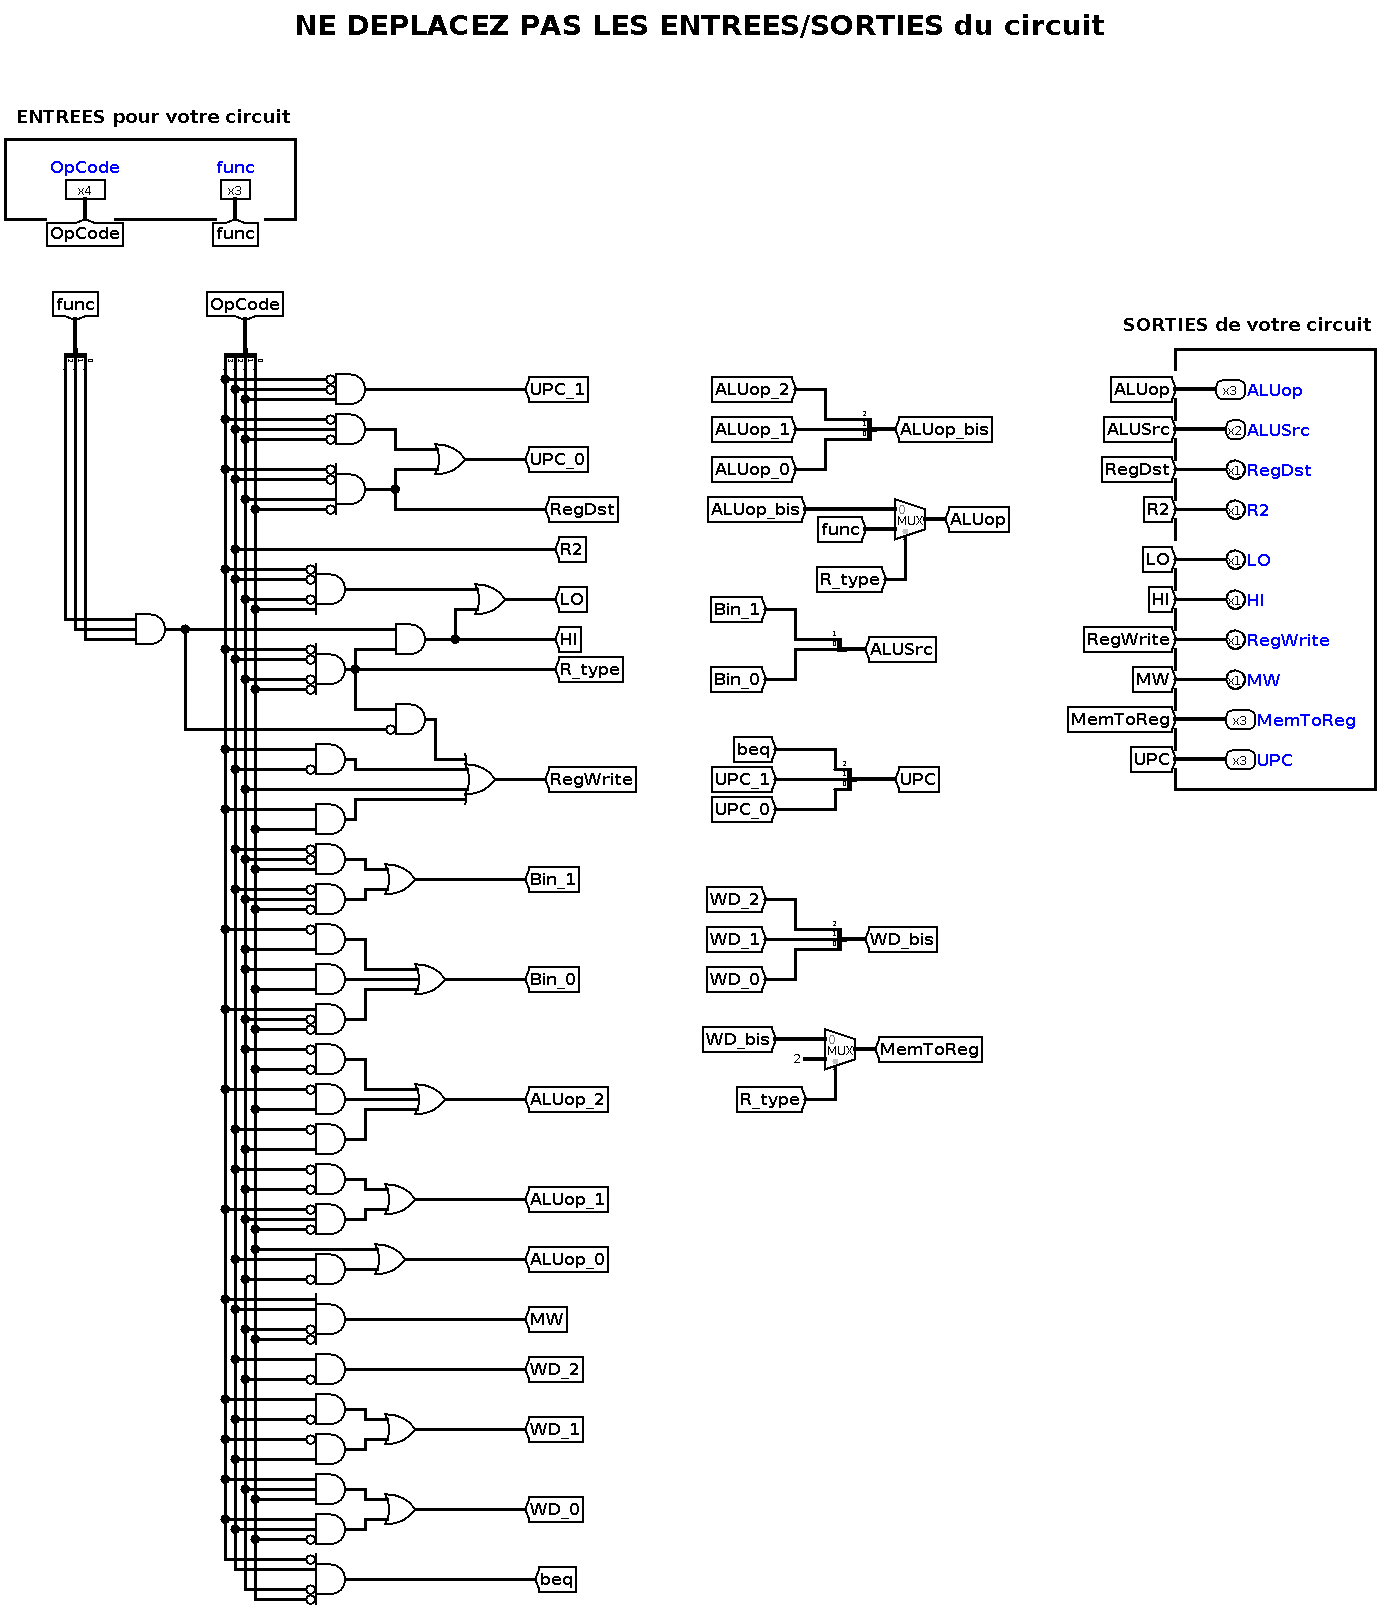 NE DEPLACEZ PAS LES ENTREES/SORTIES du circuit
ENTREES pour votre circuit
OpCode
func
x4
x3
OpCode
func
func
OpCode
UPC_1
UPC_0
RegDst
R2
LO
HI
R_type
RegWrite
Bin_1
Bin_0
ALUop_2
ALUop_1
ALUop_0
MW
WD_2
WD_1
WD_0
beq
ALUop_2
ALUop_1
ALUop_0
2
1
0
ALUop_bis
ALUop_bis
func
0
MUX
ALUop
R_type
Bin_1
Bin_0
1
0
ALUSrc
beq
UPC_1
UPC_0
2
1
0
UPC
WD_2
WD_1
WD_0
2
1
0
WD_bis
WD_bis
2
0
MUX
MemToReg
R_type
SORTIES de votre circuit
ALUop x3 ALUop
ALUSrc x2 ALUSrc
RegDst x1 RegDst
R2 x1 R2
LO x1 LO
HI x1 HI
RegWrite x1 RegWrite
MW x1 MW
MemToReg x3 MemToReg
UPC x3 UPC